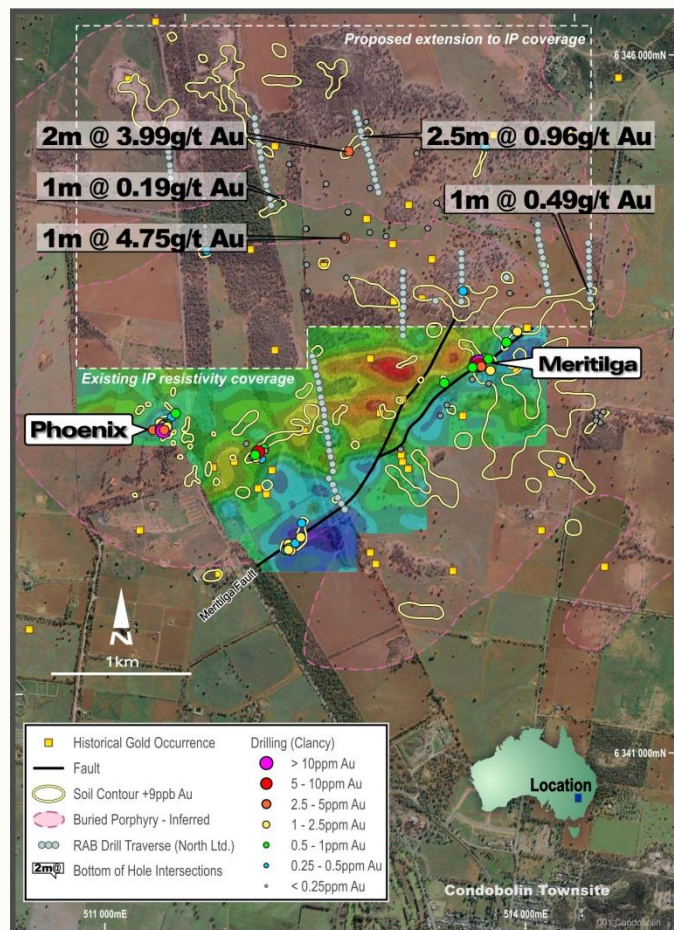 Proposed extension to IP coverage
6 346 000mN
2m @ 3.99g/t Au
2.5m @ 0.96g/t Au
1m @ 0.19g/t Au
1m @ 0.49g/t Au
1m @ 4.75g/t Au
Existing IP resistivity coverage
Meritilga
Phoenix
Meritilga Fault
N
1km
Historical Gold Occurrence
Fault
Soil Contour +9ppb Au
Buried Porphyry - Inferred
RAB Drill Traverse (North Ltd.)
2m@
Bottom of Hole Intersections
Drilling (Clancy)
> 10ppm Au
5 - 10ppm Au
2.5 - 5ppm Au
1 - 2.5ppm Au
0.5 - 1ppm Au
0.25 - 0.5ppm Au
< 0.25ppm Au
6 341 000mN
Location
Condobolin Townsite
511 000mE
514 000mE
001 Condobolin